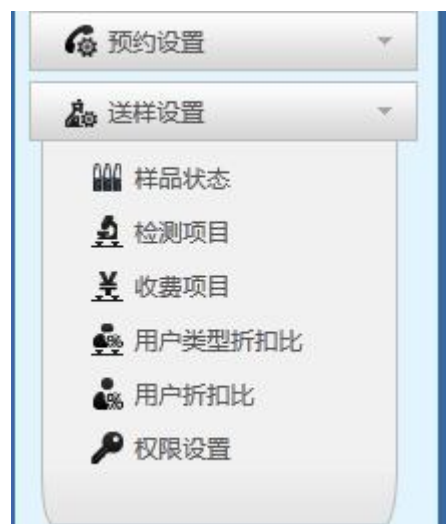 预约设置
送样设置
样品状态
检测项目
收费项目
用户类型折扣比
用户折扣比
权限设置